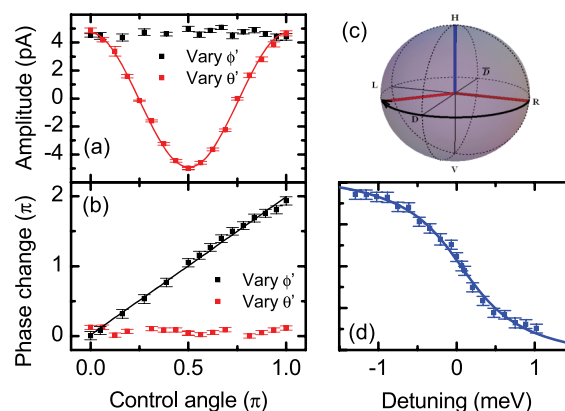 Amplitude (pA)
4
2
0
-2
-4
Vary ϕ'
Vary θ'
(a)
(c)
H
L
D̅
R
D
V
Phase change (π)
2
1
0
(b)
Vary ϕ'
Vary θ'
(d)
0.0
0.5
1.0
Control angle (π)
-1
0
1
Detuning (meV)